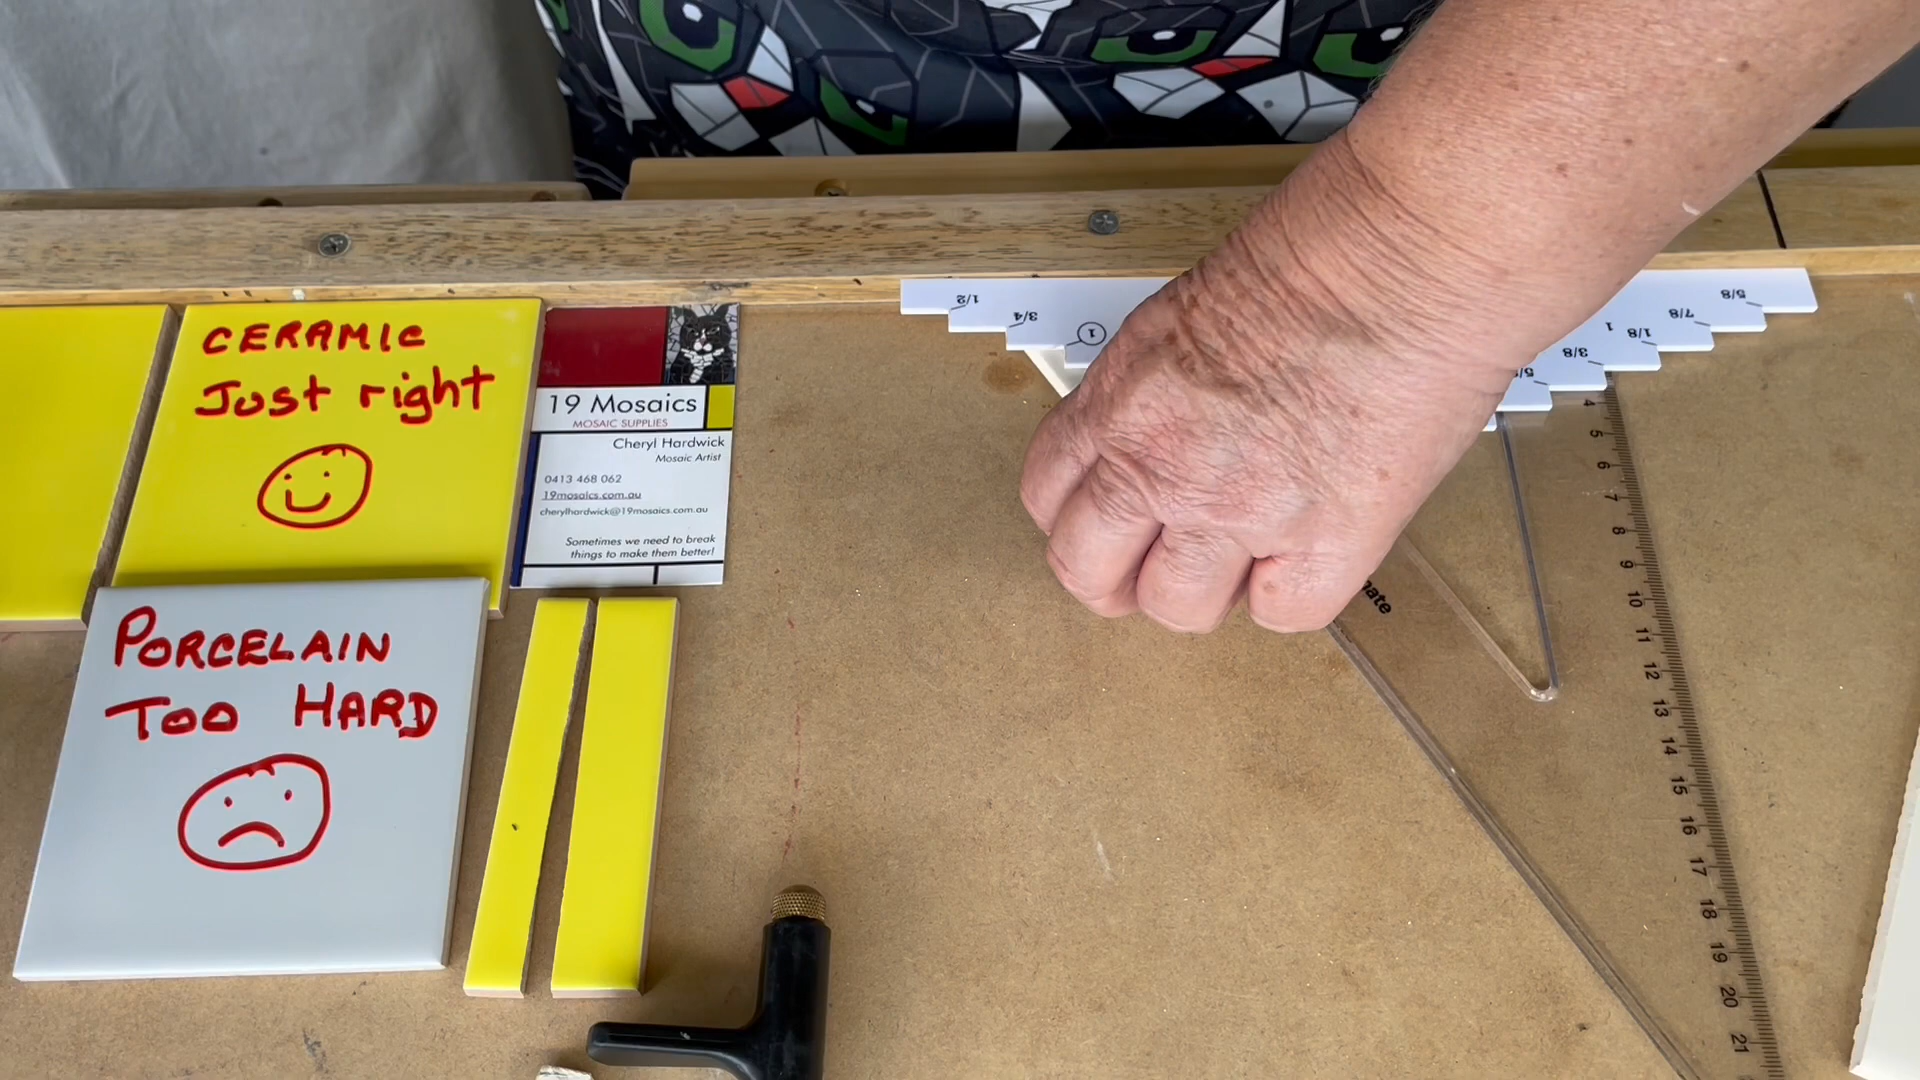 CERAMIC
Just right
PORCELAIN
TOO HARD
19 Mosaics
MOSAIC SUPPLIES
Cheryl Hardwick
Mosaic Artist
0413 468 062
19mosaics.com.au
cherylhardwick@19mosaics.com.au
Sometimes we need to break
things to make them better!
1/2
3/4
1
5/8
7/8
1/8
1
3/8
4
5
6
7
8
9
10
11
12
13
14
15
16
17
18
19
20
21